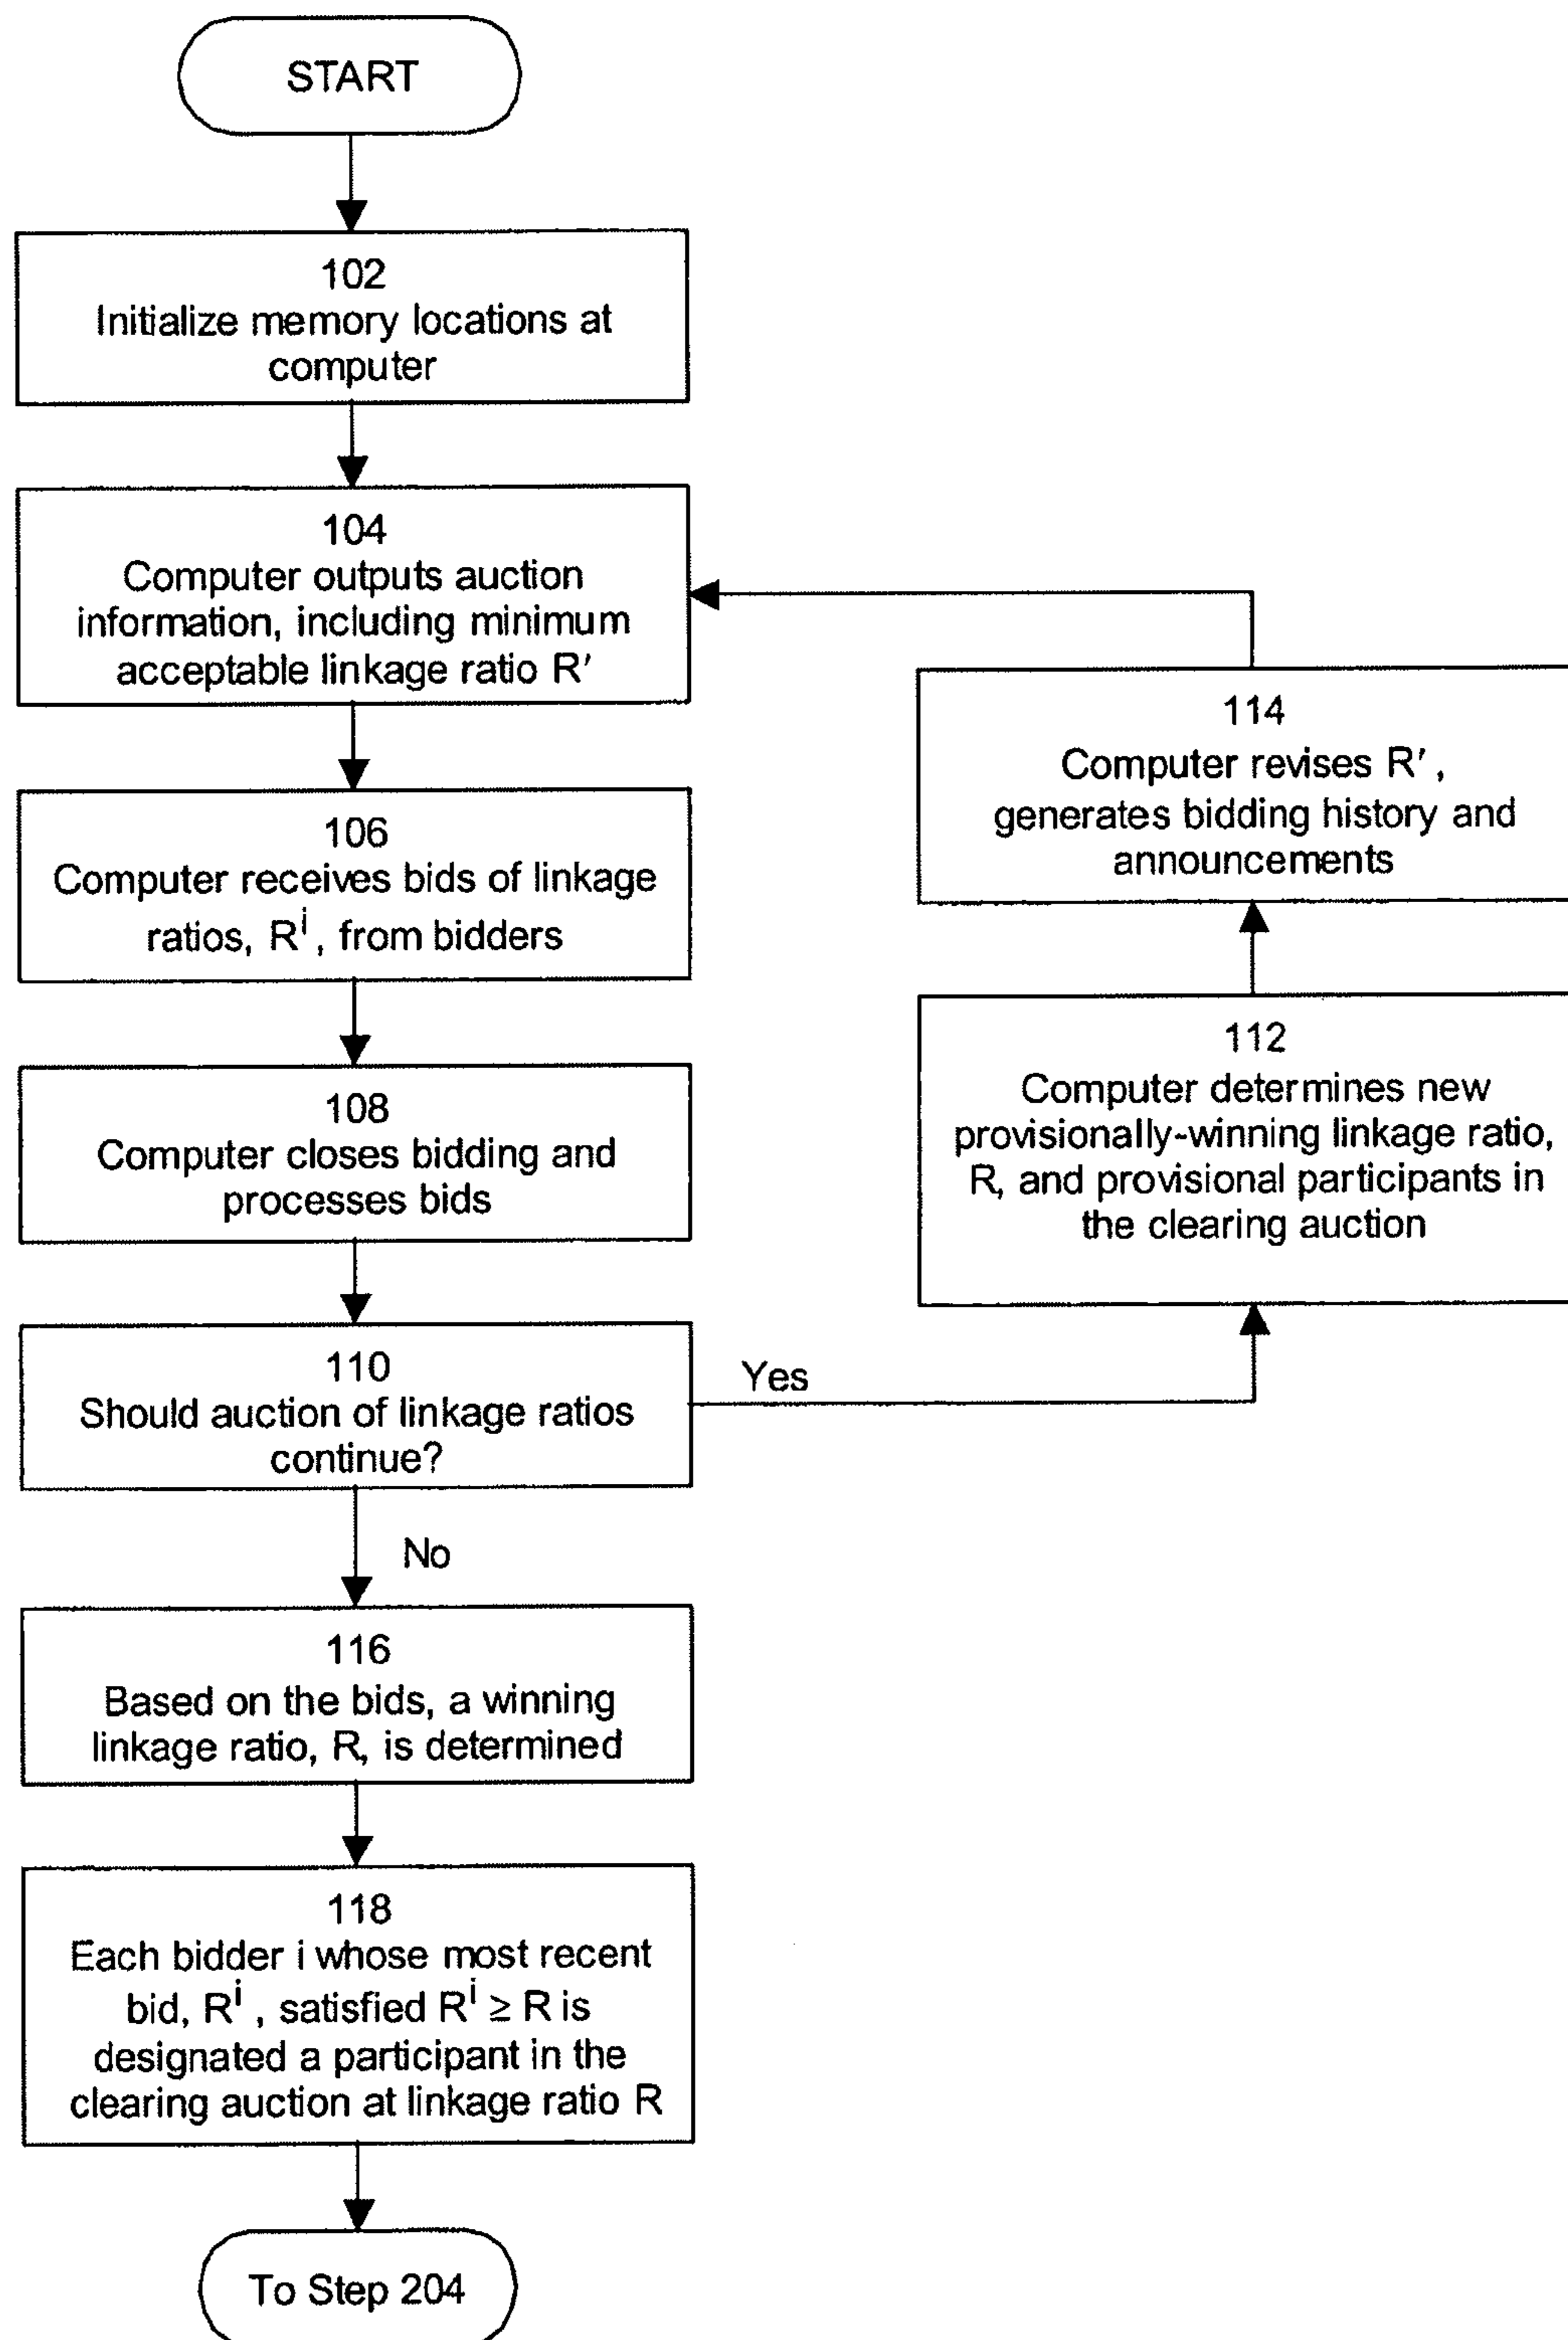 START
102
Initialize memory locations at
computer
104
Computer outputs auction
information, including minimum
acceptable linkage ratio R′
106
Computer receives bids of linkage
ratios, Rⁱ, from bidders
108
Computer closes bidding and
processes bids
110
Should auction of linkage ratios
continue?
Yes
112
Computer determines new
provisionally-winning linkage ratio,
R, and provisional participants in
the clearing auction
114
Computer revises R′ ,
generates bidding history and
announcements
No
116
Based on the bids, a winning
linkage ratio, R, is determined
118
Each bidder i whose most recent
bid, Rⁱ , satisfied Rⁱ ≥ R is
designated a participant in the
clearing auction at linkage ratio R
To Step 204